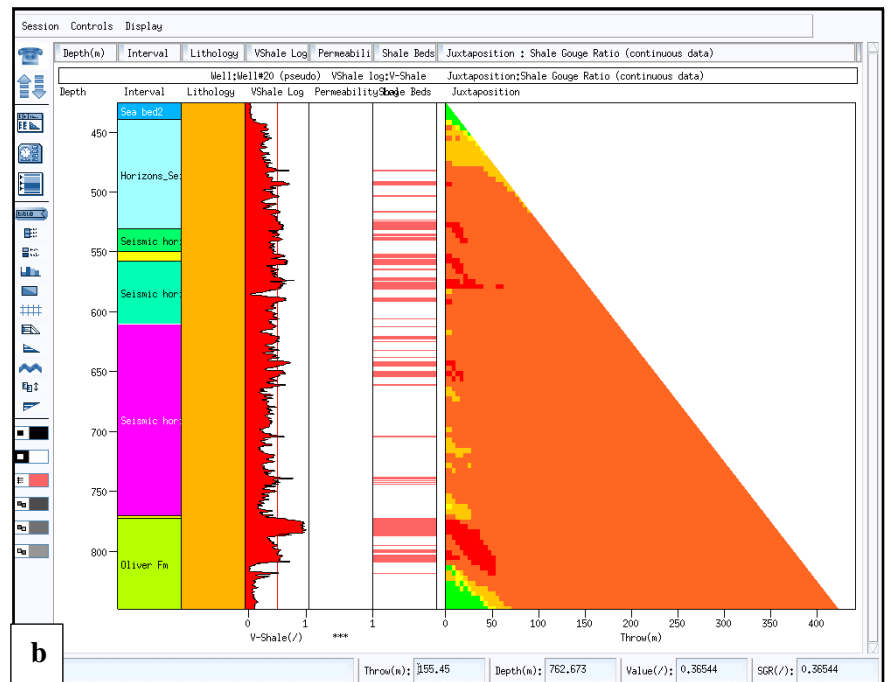 Session Controls Display
Depth(m) Interval Lithology VShale Log Permeabili Shale Beds Juxtaposition : Shale Gouge Ratio (continuous data)
Well:Well#20 (pseudo) VShale log:V-Shale Juxtaposition:Shale Gouge Ratio (continuous data)
Depth Interval Lithology VShale Log Permeability Beds Juxtaposition
Sea bed2
450
Horizons_Se
500
Seismic hor
550
Seismic hor
600
650
Seismic hor
700
750
800
Oliver Fm
0 1 1 0 50 100 150 200 250 300 350 400
V-Shale(/) *** Throw(m)
b
Throw(m): 155.45 Depth(m): 762.673 Value(/): 0.36544 SGR(/): 0.36544